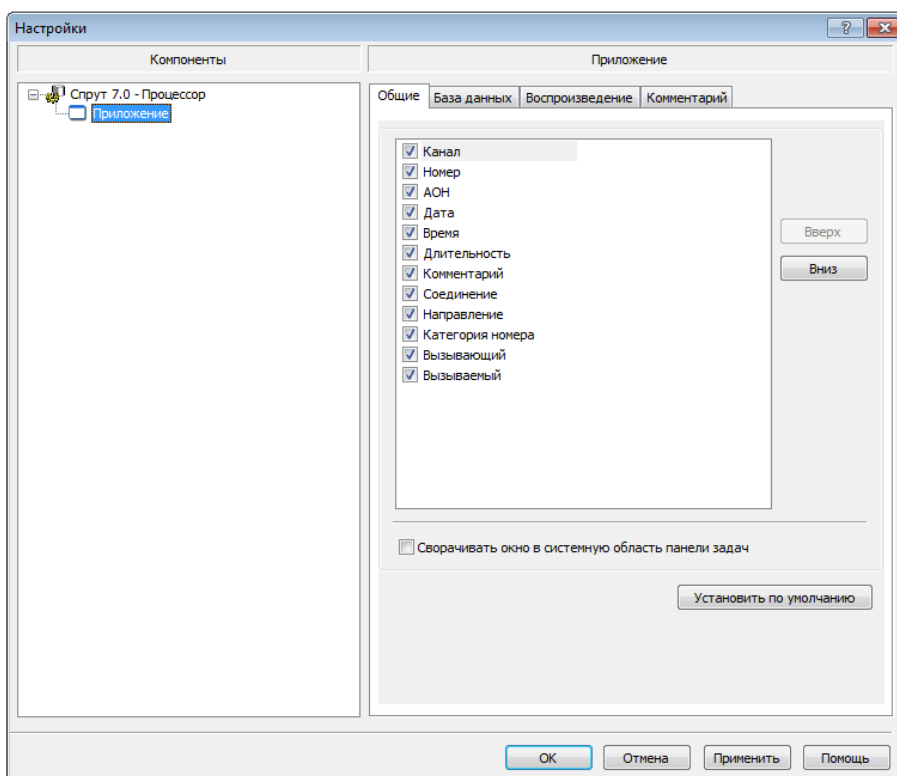 Настройки
Компоненты
Приложение
Спрут 7.0 - Процессор
Приложение
Общие
База данных
Воспроизведение
Комментарий
Канал
Номер
АОН
Дата
Время
Длительность
Комментарий
Соединение
Направление
Категория номера
Вызывающий
Вызываемый
Вверх
Вниз
Сворачивать окно в системную область панели задач
Установить по умолчанию
ОК
Отмена
Применить
Помощь